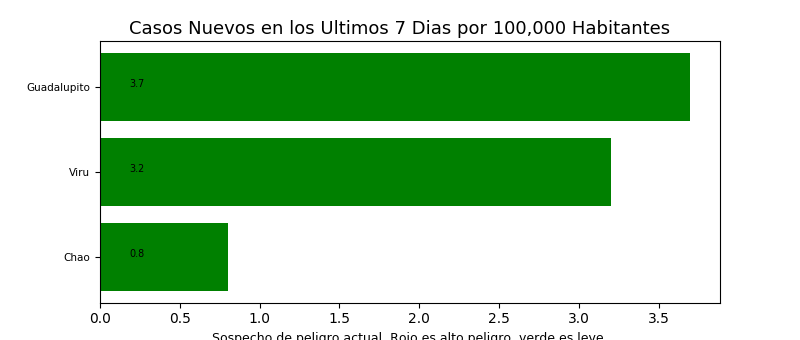 Casos Nuevos en los Ultimos 7 Dias por 100,000 Habitantes
Guadalupito
3.7
Viru
3.2
Chao
0.8
0.0 0.5 1.0 1.5 2.0 2.5 3.0 3.5
Sospecho de peligro actual. Rojo es alto peligro, verde es leve